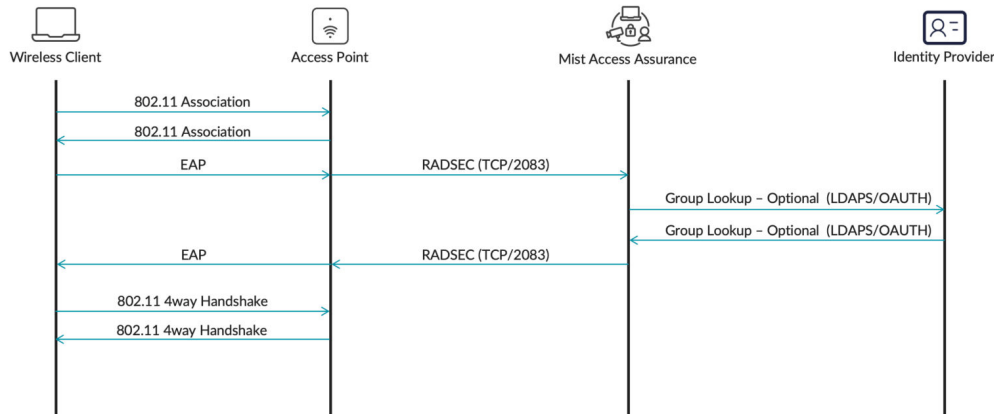 Wireless Client
Access Point
Mist Access Assurance
Identity Provider
802.11 Association
802.11 Association
EAP
RADSEC (TCP/2083)
Group Lookup – Optional (LDAPS/OAUTH)
Group Lookup – Optional (LDAPS/OAUTH)
EAP
RADSEC (TCP/2083)
802.11 4way Handshake
802.11 4way Handshake